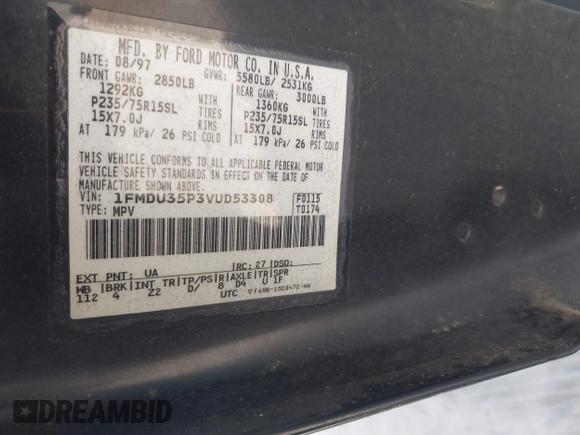 MFD. BY FORD MOTOR CO. IN U.S.A.
DATE: 08/97 GVWR: 5580LB/ 2531KG
FRONT GAWR: 2850LB REAR GAWR: 3000LB
1292KG WITH 1360KG WITH
P235/75R15SL TIRES P235/75R15SL TIRES
15X7.0J RIMS 15X7.0J RIMS
AT 179 kPa/ 26 PSI COLD AT 179 kPa/ 26 PSI COLD
THIS VEHICLE CONFORMS TO ALL APPLICABLE FEDERAL MOTOR
VEHICLE SAFETY STANDARDS IN EFFECT ON THE DATE OF
MANUFACTURE SHOWN ABOVE.
VIN: 1FMDU35P3VUD53308 F0115
TYPE: MPV T0174
EXT PNT: UA RC: 27 DSO:
WB BRK INT TR TP/PS R AXLE TR SPR
112 4 Z2 D/ 8 D4 U 1F
UTC
DREAMBID